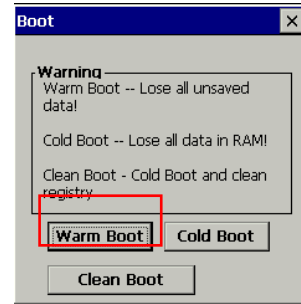 Boot
Warning
Warm Boot -- Lose all unsaved
data!
Cold Boot -- Lose all data in RAM!
Clean Boot - Cold Boot and clean
registry
Warm Boot Cold Boot
Clean Boot